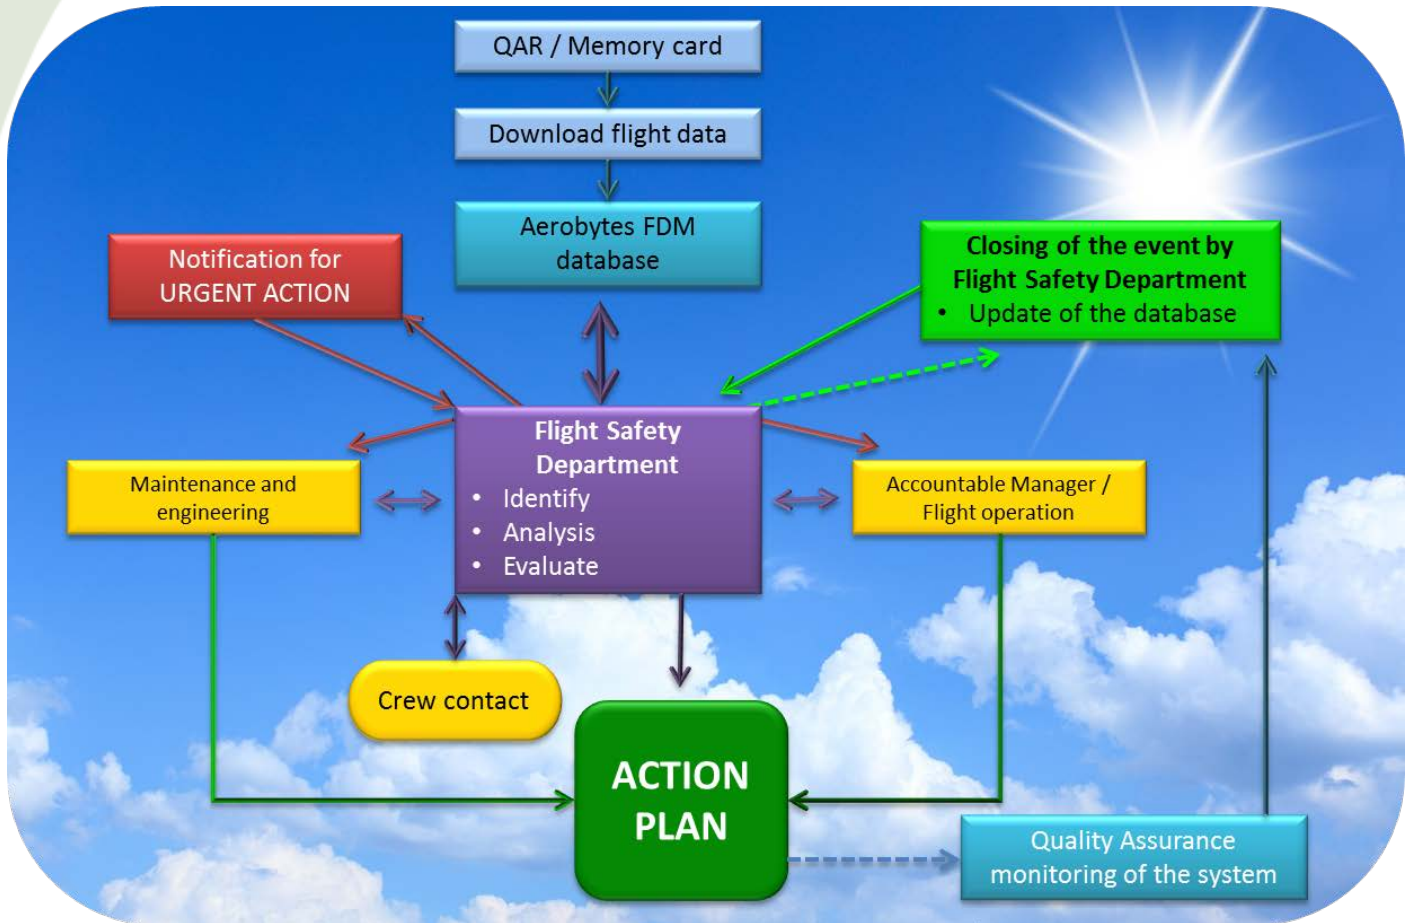 QAR / Memory card
Download flight data
Aerobytes FDM
database
Notification for
URGENT ACTION
Closing of the event by
Flight Safety Department
• Update of the database
Flight Safety
Department
• Identify
• Analysis
• Evaluate
Maintenance and
engineering
Accountable Manager /
Flight operation
Crew contact
ACTION
PLAN
Quality Assurance
monitoring of the system